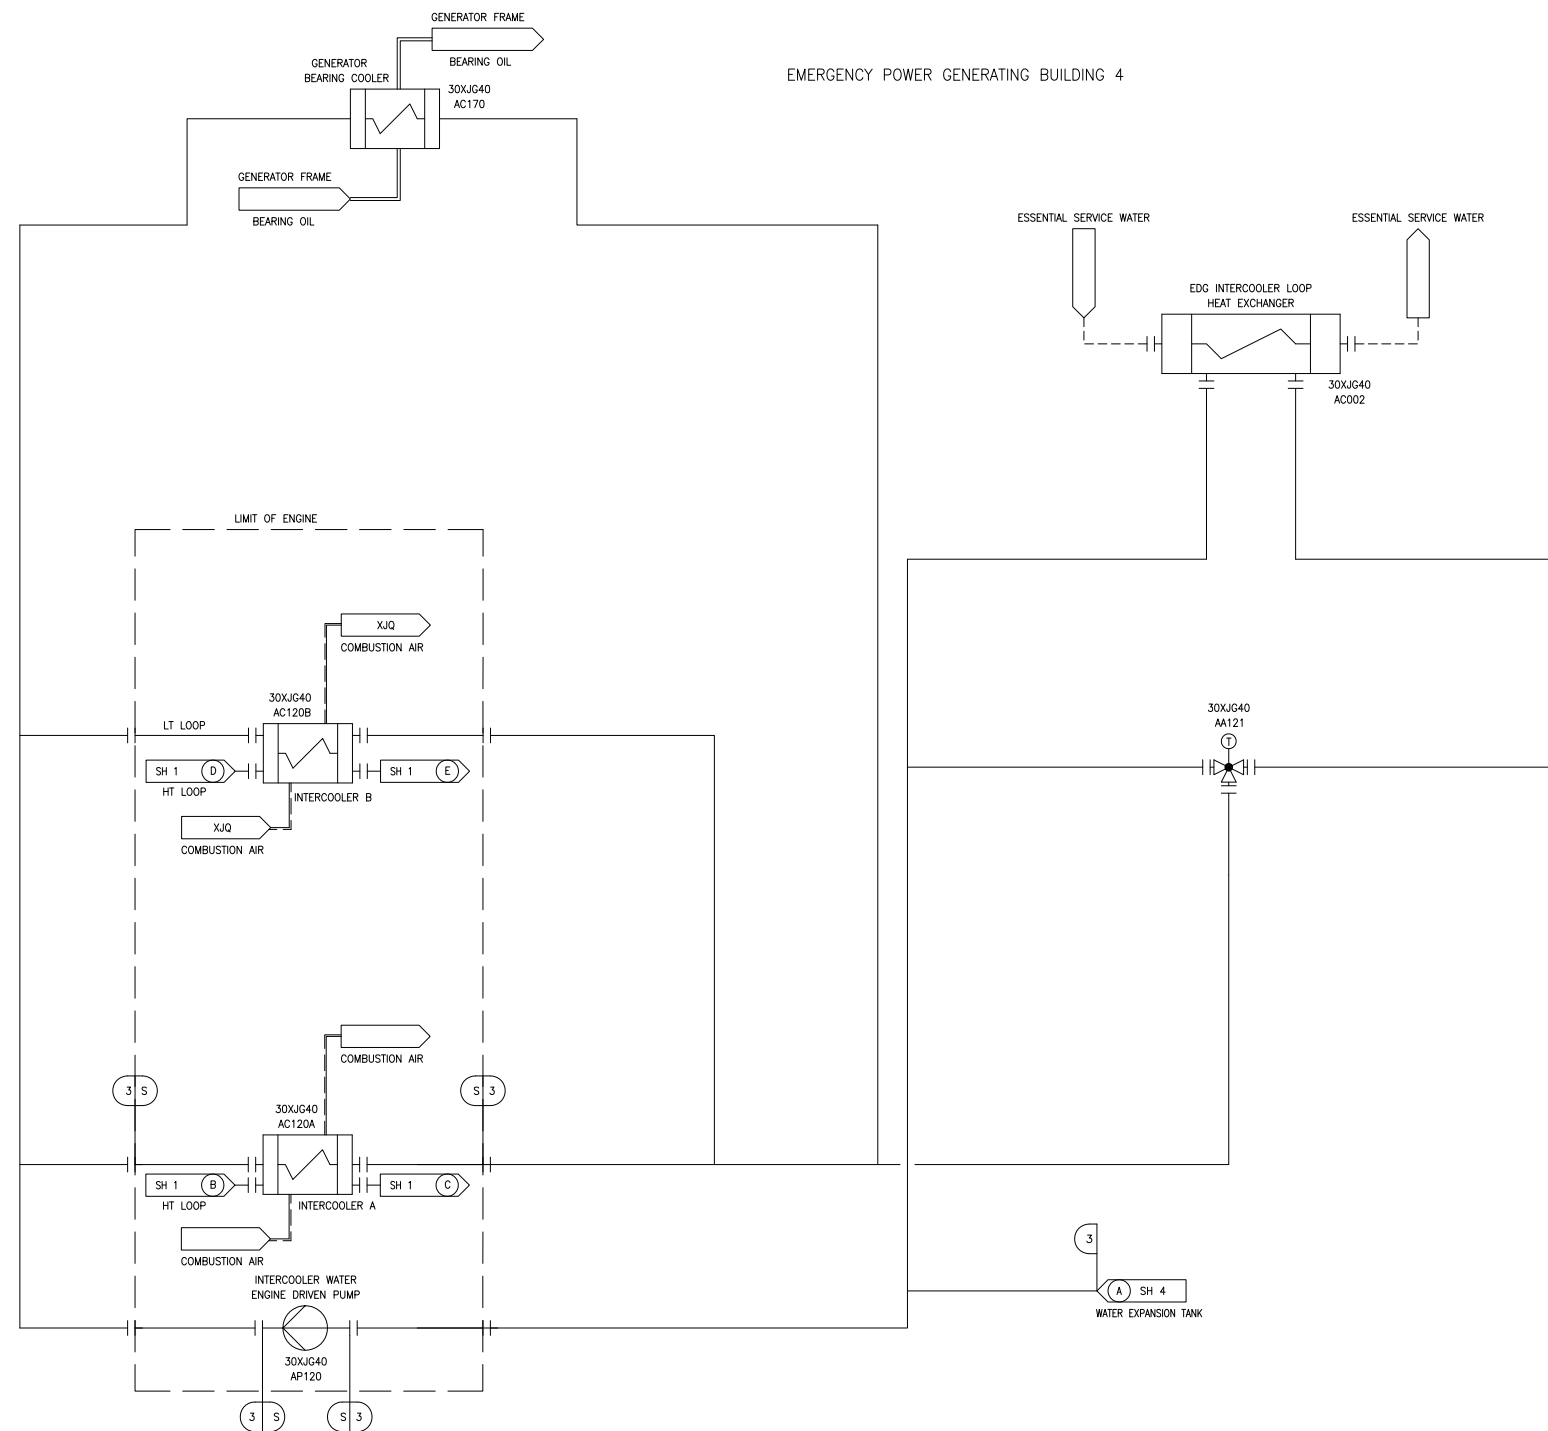 GENERATOR FRAME
BEARING OIL
GENERATOR
BEARING COOLER
30XJG40
AC170
EMERGENCY POWER GENERATING BUILDING 4
GENERATOR FRAME
BEARING OIL
ESSENTIAL SERVICE WATER
ESSENTIAL SERVICE WATER
EDG INTERCOOLER LOOP
HEAT EXCHANGER
30XJG40
AC002
LIMIT OF ENGINE
XJQ
COMBUSTION AIR
30XJG40
AC120B
LT LOOP
SH 1 D
HT LOOP
SH 1 E
INTERCOOLER B
XJQ
COMBUSTION AIR
30XJG40
AA121
T
COMBUSTION AIR
3 S
S 3
30XJG40
AC120A
SH 1 B
HT LOOP
SH 1 C
INTERCOOLER A
COMBUSTION AIR
3
A SH 4
WATER EXPANSION TANK
INTERCOOLER WATER
ENGINE DRIVEN PUMP
30XJG40
AP120
3 S
S 3